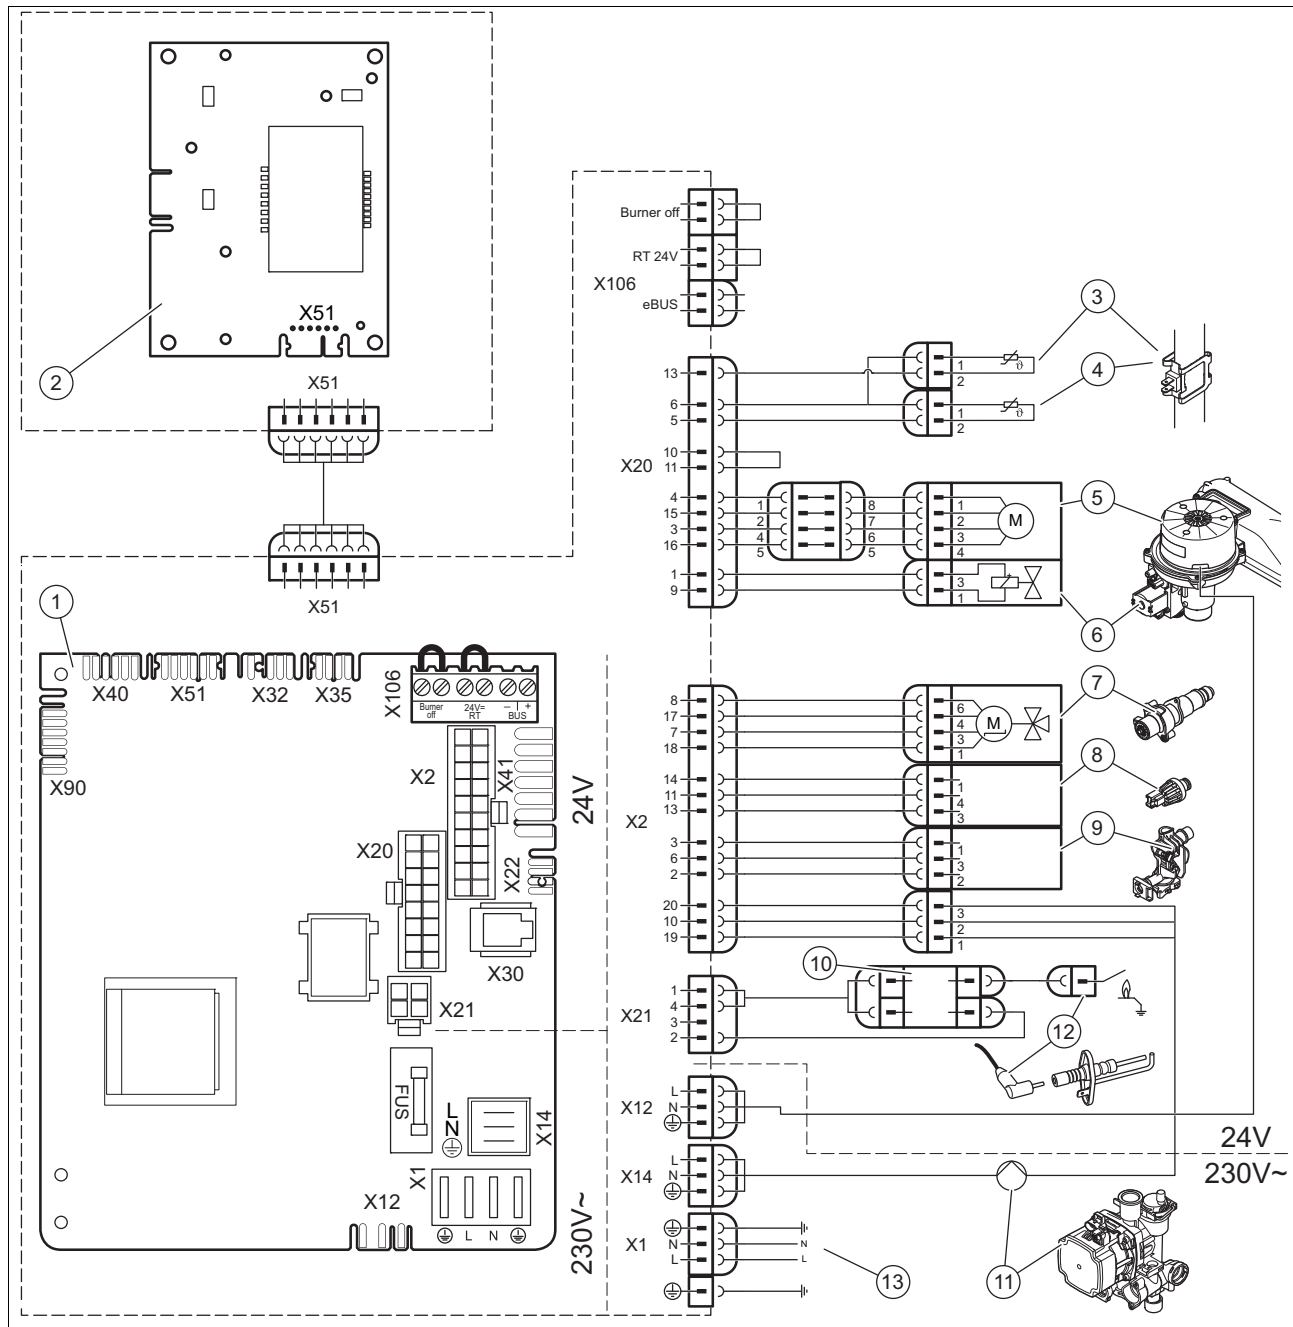 X51
2
X51
X51
Burner off
RT 24V
X106
eBUS
13
6
5
10
X20 11
4
15
3
16
1
9
1
2
1
2
3
4
1 8
2 7
4 6
5 5
1
2
3
4
M
5
3
1
6
1
X40 X51 X32 X35
X106
Burner off
24V= RT
– | +
BUS
X90
X2
X41
X20
X22
X30
X21
24V
FUS
L
N
X14
X1
X12
L N
230V~
X2
8
17
7
18
6
4
3
1
M
7
14
11
13
1
4
3
8
3
6
2
1
3
2
9
20
10
19
3
2
1
X21
1
4
3
2
10
12
X12
L
N
24V
230V~
X14
L
N
11
X1
N
L
N
L
13